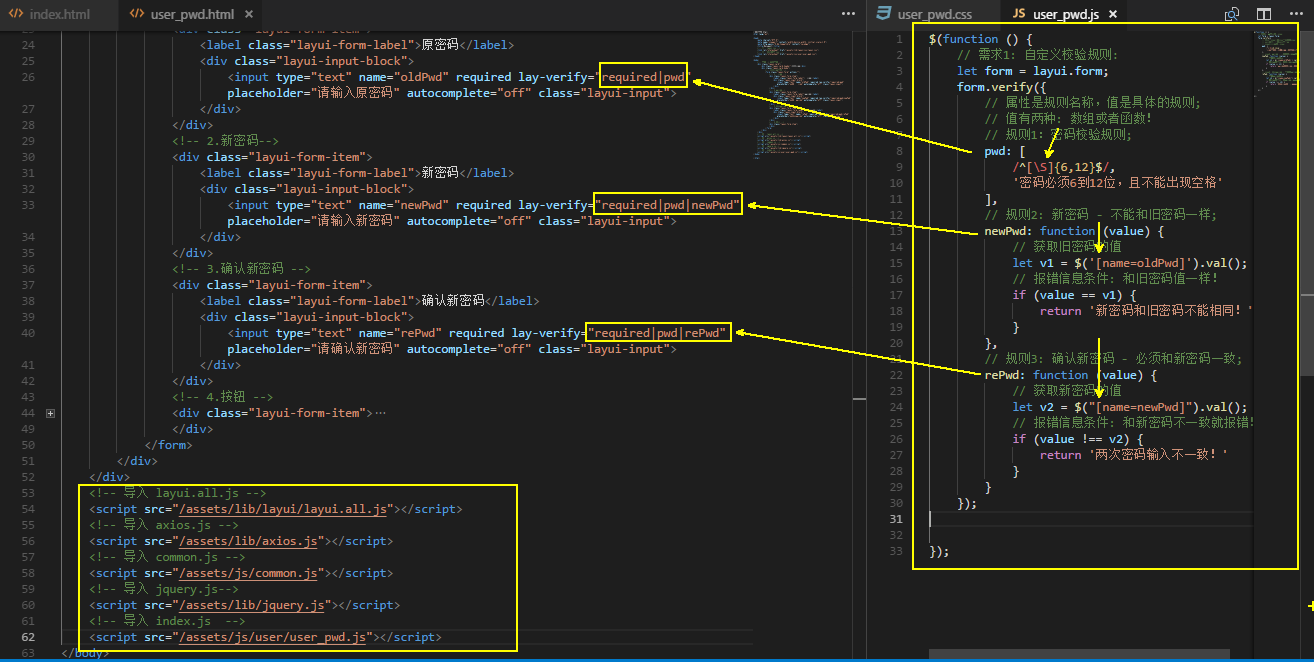 index.html
user_pwd.html ×
···
24 <label class="layui-form-label">原密码</label>
25 <div class="layui-input-block">
26 <input type="text" name="oldPwd" required lay-verify="required|pwd"
placeholder="请输入原密码" autocomplete="off" class="layui-input">
27 </div>
28 </div>
29 <!-- 2.新密码-->
30 <div class="layui-form-item">
31 <label class="layui-form-label">新密码</label>
32 <div class="layui-input-block">
33 <input type="text" name="newPwd" required lay-verify="required|pwd|newPwd"
placeholder="请输入新密码" autocomplete="off" class="layui-input">
34 </div>
35 </div>
36 <!-- 3.确认新密码 -->
37 <div class="layui-form-item">
38 <label class="layui-form-label">确认新密码</label>
39 <div class="layui-input-block">
40 <input type="text" name="rePwd" required lay-verify="required|pwd|rePwd"
placeholder="请确认新密码" autocomplete="off" class="layui-input">
41 </div>
42 </div>
43 <!-- 4.按钮 -->
44 <div class="layui-form-item">···
49 </div>
50 </form>
51 </div>
52 </div>
53 <!-- 导入 layui.all.js -->
54 <script src="/assets/lib/layui/layui.all.js"></script>
55 <!-- 导入 axios.js -->
56 <script src="/assets/lib/axios.js"></script>
57 <!-- 导入 common.js -->
58 <script src="/assets/js/common.js"></script>
59 <!-- 导入 jquery.js-->
60 <script src="/assets/lib/jquery.js"></script>
61 <!-- 导入 index.js  -->
62 <script src="/assets/js/user/user_pwd.js"></script>
63 </body>
user_pwd.css
JS user_pwd.js ×
···
1 $(function () {
2 // 需求1: 自定义校验规则:
3 let form = layui.form;
4 form.verify({
5 // 属性是规则名称，值是具体的规则;
6 // 值有两种: 数组或者函数!
7 // 规则1: 密码校验规则;
8 pwd: [
9 /^[\S]{6,12}$/,
10 '密码必须6到12位，且不能出现空格'
11 ],
12 // 规则2: 新密码 - 不能和旧密码一样;
13 newPwd: function (value) {
14 // 获取旧密码的值
15 let v1 = $('[name=oldPwd]').val();
16 // 报错信息条件: 和旧密码值一样!
17 if (value == v1) {
18 return '新密码和旧密码不能相同! '
19 }
20 },
21 // 规则3: 确认新密码 - 必须和新密码一致;
22 rePwd: function (value) {
23 // 获取新密码的值
24 let v2 = $("[name=newPwd]").val();
25 // 报错信息条件: 和新密码不一致就报错!
26 if (value !== v2) {
27 return '两次密码输入不一致! '
28 }
29 }
30 });
31
32
33 });